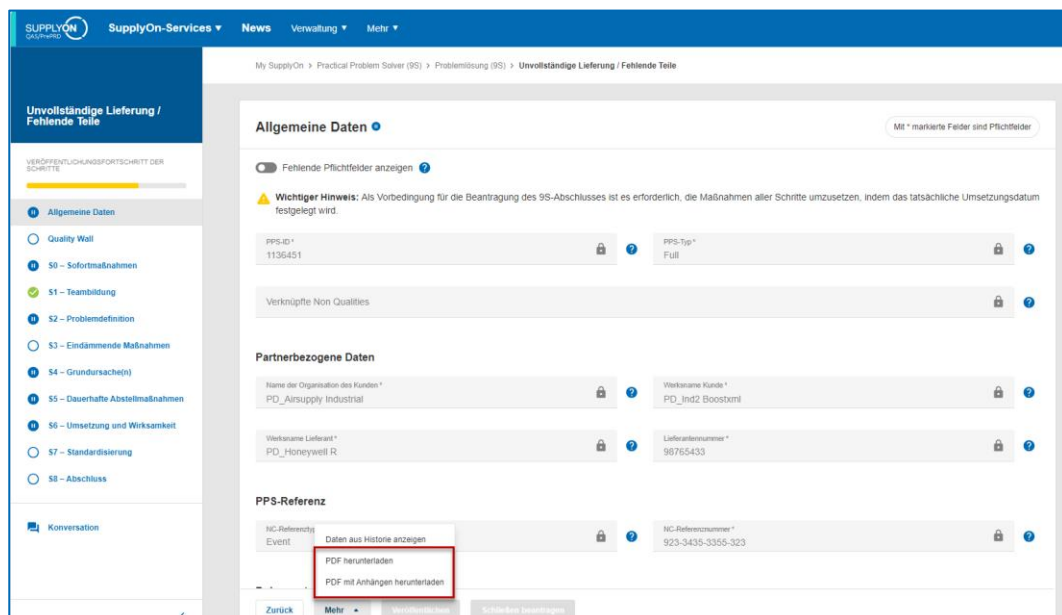 SUPPLYON
QAS/PrePRD
SupplyOn-Services
News
Verwaltung
Mehr
My SupplyOn > Practical Problem Solver (9S) > Problemlösung (9S) > Unvollständige Lieferung / Fehlende Teile
Unvollständige Lieferung /
Fehlende Teile
VERÖFFENTLICHUNGSFORTSCHRITT DER
SCHRITTE
Allgemeine Daten
Quality Wall
S0 – Sofortmaßnahmen
S1 – Teambildung
S2 – Problemdefinition
S3 – Eindämmende Maßnahmen
S4 – Grundursache(n)
S5 – Dauerhafte Abstellmaßnahmen
S6 – Umsetzung und Wirksamkeit
S7 – Standardisierung
S8 – Abschluss
Konversation
Allgemeine Daten
Mit * markierte Felder sind Pflichtfelder
Fehlende Pflichtfelder anzeigen
Wichtiger Hinweis: Als Vorbedingung für die Beantragung des 9S-Abschlusses ist es erforderlich, die Maßnahmen aller Schritte umzusetzen, indem das tatsächliche Umsetzungsdatum
festgelegt wird.
PPS-ID *
1136451
PPS-Typ *
Full
Verknüpfte Non Qualities
Partnerbezogene Daten
Name der Organisation des Kunden *
PD_Airsupply Industrial
Werksname Kunde *
PD_Ind2 Boostxml
Werksname Lieferant *
PD_Honeywell R
Lieferantennummer *
98765433
PPS-Referenz
NC-Referenztyp
Event
NC-Referenznummer *
923-3435-3355-323
Daten aus Historie anzeigen
PDF herunterladen
PDF mit Anhängen herunterladen
Zurück
Mehr
Veröffentlichen
Schließen beantragen